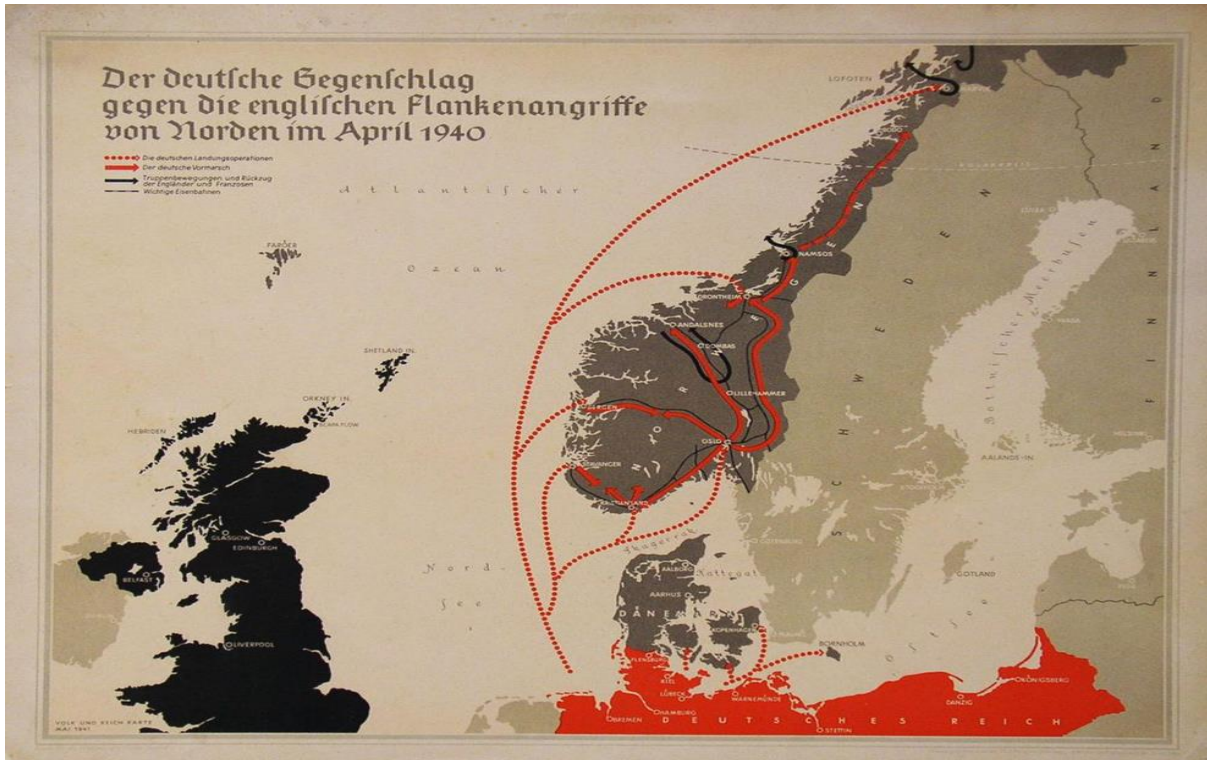 Der deutsche Gegenschlag
gegen die englischen Flankenangriffe
von Norden im April 1940
Die deutschen Landungsoperationen
Der deutsche Vormarsch
Truppenbewegungen und Rückzug
der Engländer und Franzosen
Wichtige Eisenbahnen
LOFOTEN
Atlantischer
Ozean
FARÖER
NAMSOS
DRONTHEIM
ANDALSNES
DOMBAS
SHETLAND IN.
LILLEHAMMER
ORKNEY IN.
SCAPA FLOW
BERGEN
HEBRIDEN
OSLO
STAVANGER
NORWEGEN
SCHWEDEN
FINNLAND
Bottnischer Meerbusen
AALANDS-IN.
GLASGOW
EDINBURGH
Skagerrak
GÖTEBORG
Nord-
See
AALBORG
Kattegat
GOTLAND
BELFAST
AARHUS
DÄNEMARK
KOPENHAGEN
Ostsee
LIVERPOOL
BORNHOLM
FLENSBURG
KIEL
KÖNIGSBERG
LÜBECK
WARNEMÜNDE
DANZIG
HAMBURG
BREMEN
DEUTSCHES REICH
STETTIN
VOLK UND REICH KARTE
MAI 1941